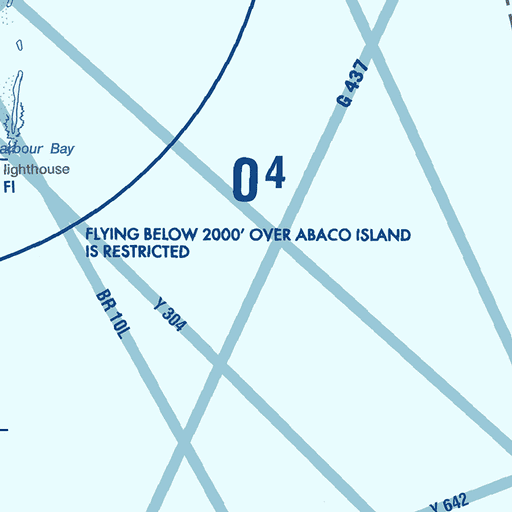 G 437
arbour Bay
lighthouse
Fl
04
FLYING BELOW 2000' OVER ABACO ISLAND
IS RESTRICTED
BR 10L
Y 304
Y 642